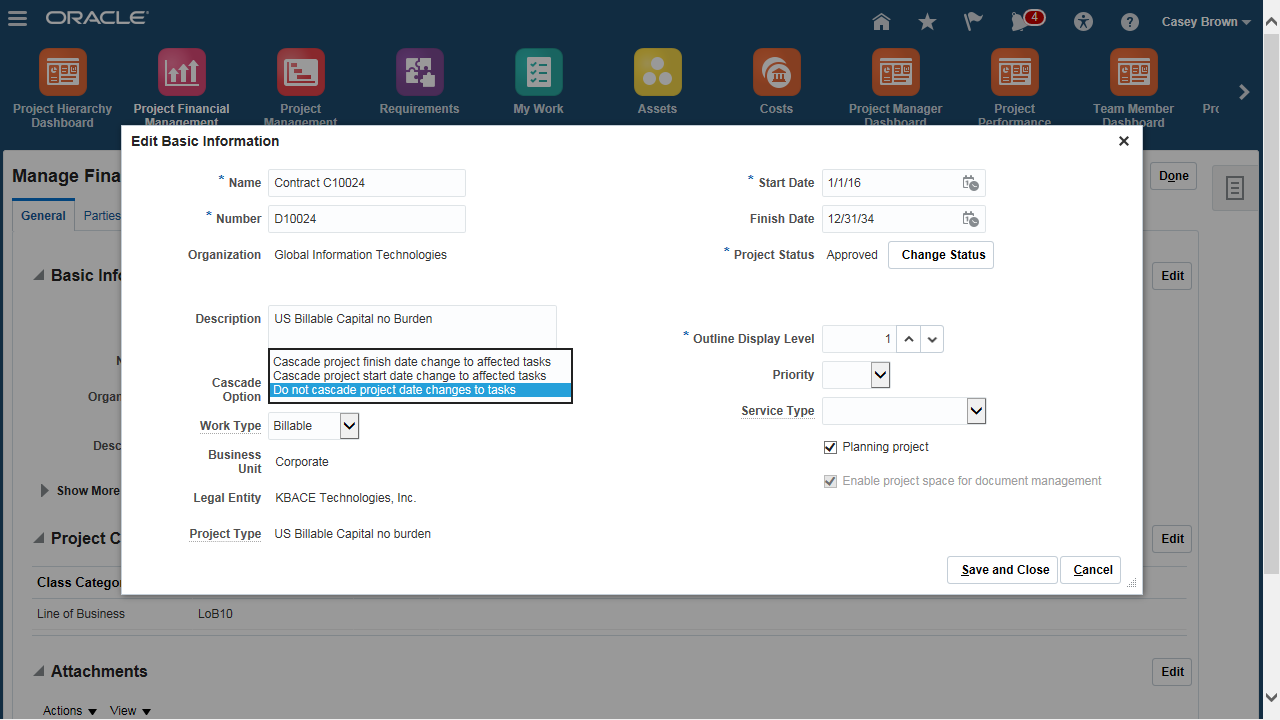 ORACLE
4
Casey Brown
Project Hierarchy
Dashboard
Project Financial
Management
Project
Management
Requirements
My Work
Assets
Costs
Project Manager
Dashboard
Project
Performance
Team Member
Dashboard
Edit Basic Information
Manage Fina
Done
General
Parties
Basic Info
Edit
* Name
Contract C10024
* Number
D10024
Organization
Global Information Technologies
Description
US Billable Capital no Burden
Cascade project finish date change to affected tasks
Cascade project start date change to affected tasks
Do not cascade project date changes to tasks
Cascade
Option
Work Type
Billable
Business
Unit
Corporate
Legal Entity
KBACE Technologies, Inc.
Project Type
US Billable Capital no burden
* Start Date
1/1/16
Finish Date
12/31/34
* Project Status
Approved
Change Status
* Outline Display Level
1
Priority
Service Type
Planning project
Enable project space for document management
Save and Close
Cancel
Orga
Desc
Show More
Project C
Edit
Class Catego
Line of Business
LoB10
Attachments
Edit
Actions
View